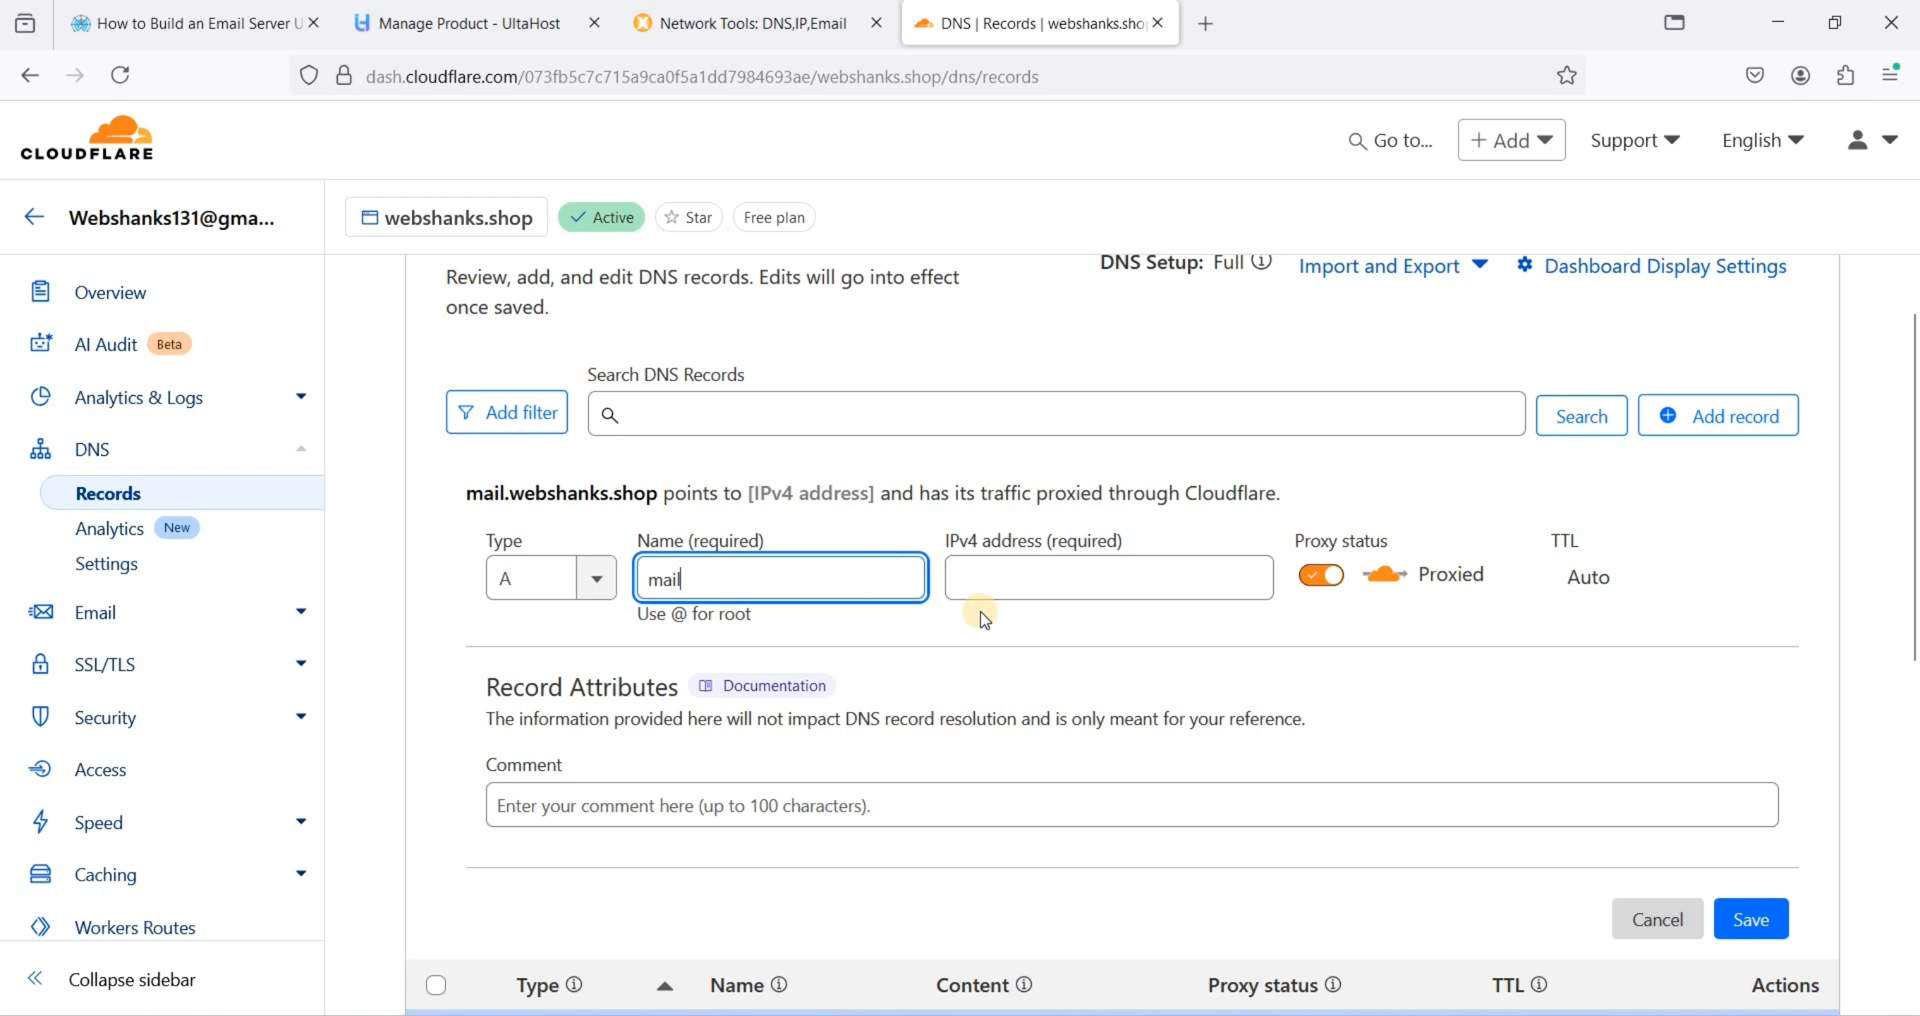 How to Build an Email Server U
Manage Product - UltaHost
Network Tools: DNS,IP,Email
DNS | Records | webshanks.sho
dash.cloudflare.com/073fb5c7c715a9ca0f5a1dd7984693ae/webshanks.shop/dns/records
CLOUDFLARE
Go to...
+ Add
Support
English
Webshanks131@gma...
webshanks.shop
Active
Star
Free plan
Overview
AI Audit Beta
Analytics & Logs
DNS
Records
Analytics New
Settings
Email
SSL/TLS
Security
Access
Speed
Caching
Workers Routes
Collapse sidebar
Review, add, and edit DNS records. Edits will go into effect
once saved.
DNS Setup: Full
Import and Export
Dashboard Display Settings
Search DNS Records
Add filter
Search
Add record
mail.webshanks.shop points to [IPv4 address] and has its traffic proxied through Cloudflare.
Type
Name (required)
IPv4 address (required)
Proxy status
TTL
A
mail
Proxied
Auto
Use @ for root
Record Attributes
Documentation
The information provided here will not impact DNS record resolution and is only meant for your reference.
Comment
Enter your comment here (up to 100 characters).
Cancel
Save
Type
Name
Content
Proxy status
TTL
Actions